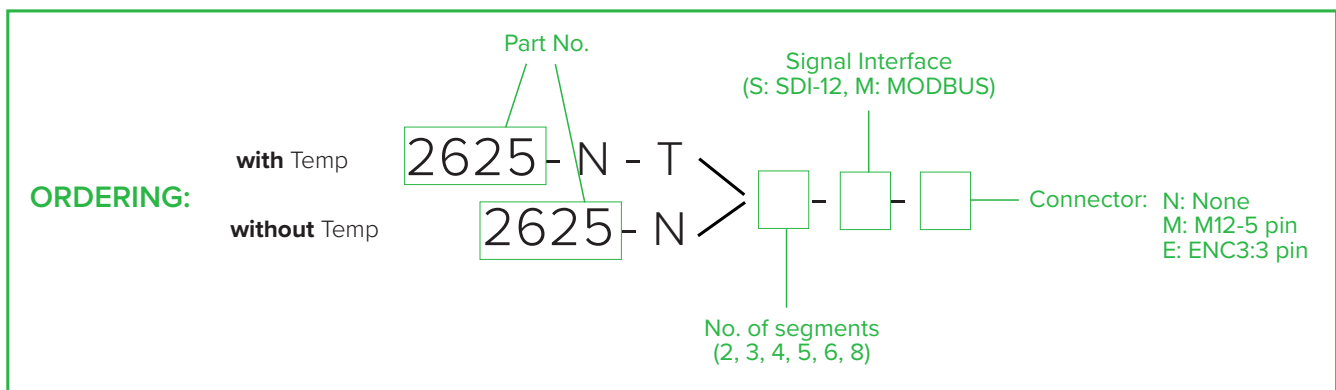 Part No.
Signal Interface
(S: SDI-12, M: MODBUS)
with Temp 2625 - N - T
ORDERING:
without Temp 2625 - N
- -
Connector: N: None
M: M12-5 pin
E: ENC3:3 pin
No. of segments
(2, 3, 4, 5, 6, 8)